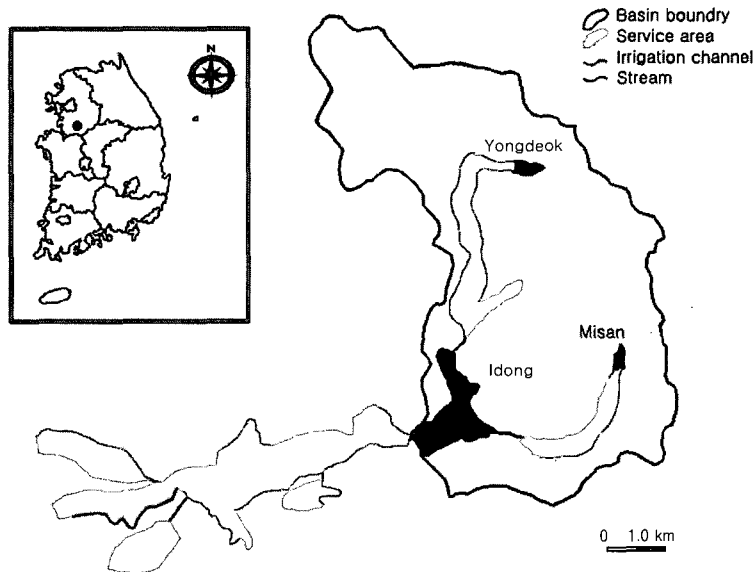 Basin boundry
Service area
Irrigation channel
Stream
N
Yongdeok
Misan
Idong
0 1.0 km